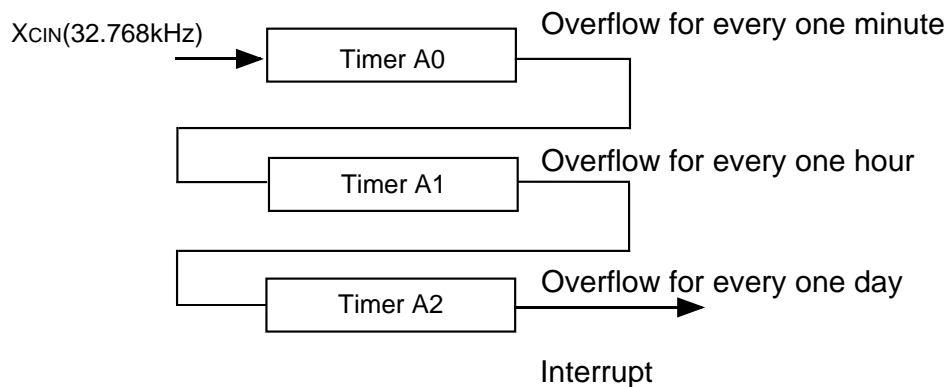 Overflow for every one minute
XCIN(32.768kHz)
Timer A0
Overflow for every one hour
Timer A1
Overflow for every one day
Timer A2
Interrupt